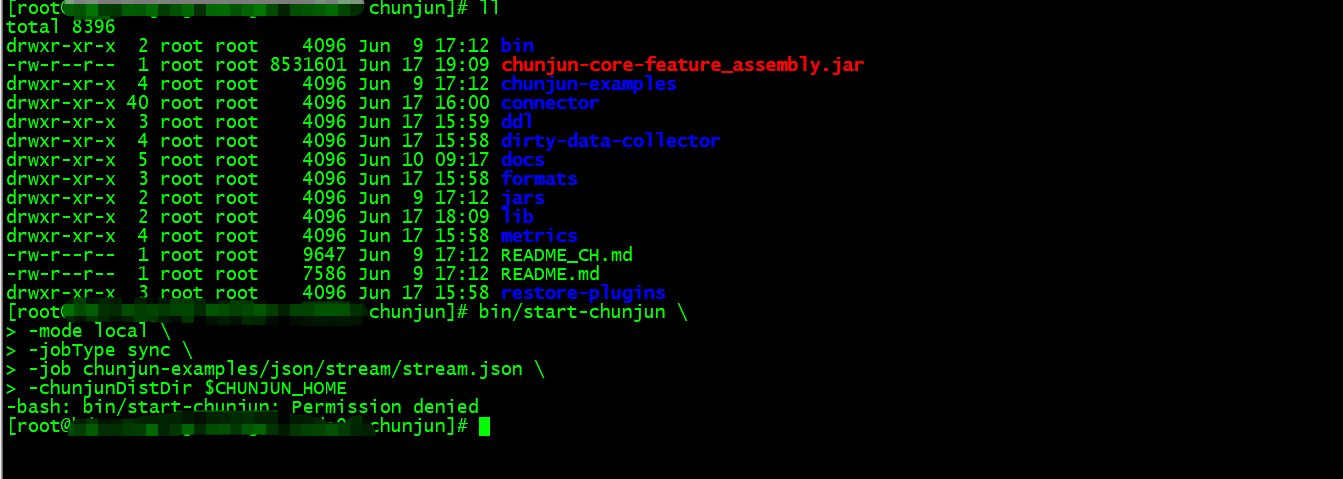 [root@ chunjun]# ll
total 8396
drwxr-xr-x  2 root root    4096 Jun  9 17:12 bin
-rw-r--r--  1 root root 8531601 Jun 17 19:09 chunjun-core-feature_assembly.jar
drwxr-xr-x  4 root root    4096 Jun  9 17:12 chunjun-examples
drwxr-xr-x 40 root root    4096 Jun 17 16:00 connector
drwxr-xr-x  3 root root    4096 Jun 17 15:59 ddl
drwxr-xr-x  4 root root    4096 Jun 17 15:58 dirty-data-collector
drwxr-xr-x  5 root root    4096 Jun 10 09:17 docs
drwxr-xr-x  3 root root    4096 Jun 17 15:58 formats
drwxr-xr-x  2 root root    4096 Jun  9 17:12 jars
drwxr-xr-x  2 root root    4096 Jun 17 18:09 lib
drwxr-xr-x  4 root root    4096 Jun 17 15:58 metrics
-rw-r--r--  1 root root    9647 Jun  9 17:12 README_CH.md
-rw-r--r--  1 root root    7586 Jun  9 17:12 README.md
drwxr-xr-x  3 root root    4096 Jun 17 15:58 restore-plugins
[root@ chunjun]# bin/start-chunjun \
> -mode local \
> -jobType sync \
> -job chunjun-examples/json/stream/stream.json \
> -chunjunDistDir $CHUNJUN_HOME
-bash: bin/start-chunjun: Permission denied
[root@ chunjun]#